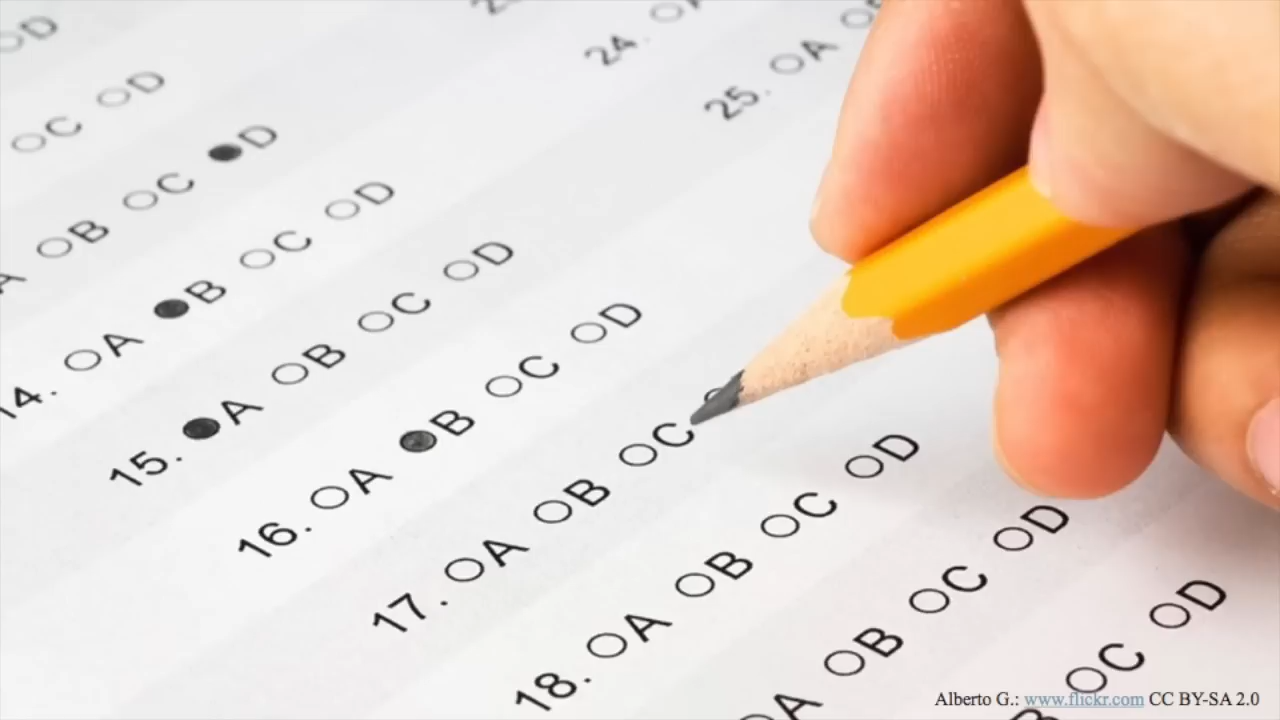 D
C D
A B C D
14. A B C D
15. A B C D
16. A B C D
17. A B C
18. A B C D
A B C D
B C D
24.
25. A
Alberto G.: www.flickr.com CC BY-SA 2.0